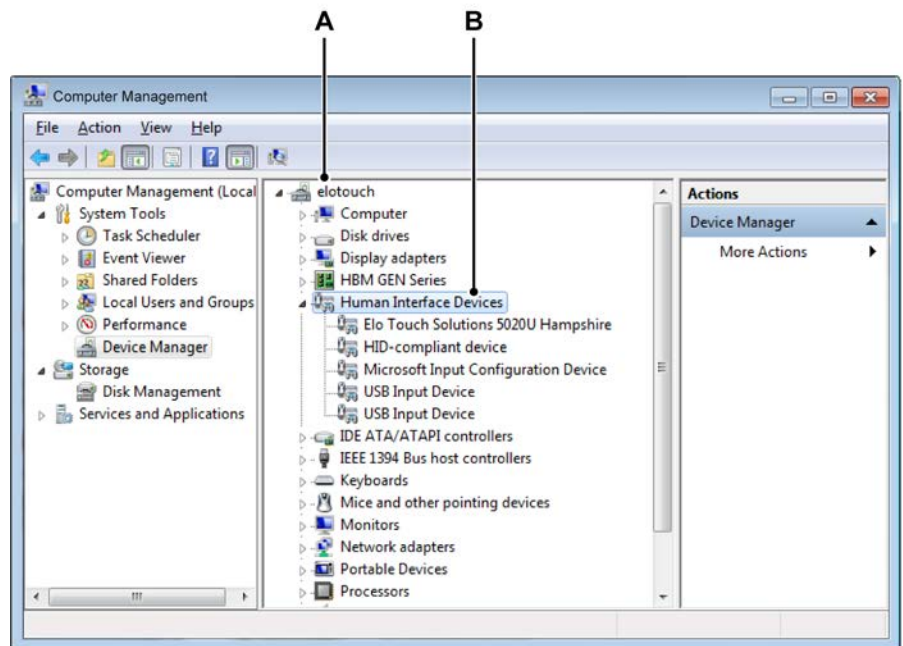 A B
Computer Management
File Action View Help
Computer Management (Local
System Tools
Task Scheduler
Event Viewer
Shared Folders
Local Users and Groups
Performance
Device Manager
Storage
Disk Management
Services and Applications
elotouch
Computer
Disk drives
Display adapters
HBM GEN Series
Human Interface Devices
Elo Touch Solutions 5020U Hampshire
HID-compliant device
Microsoft Input Configuration Device
USB Input Device
USB Input Device
IDE ATA/ATAPI controllers
IEEE 1394 Bus host controllers
Keyboards
Mice and other pointing devices
Monitors
Network adapters
Portable Devices
Processors
Actions
Device Manager
More Actions